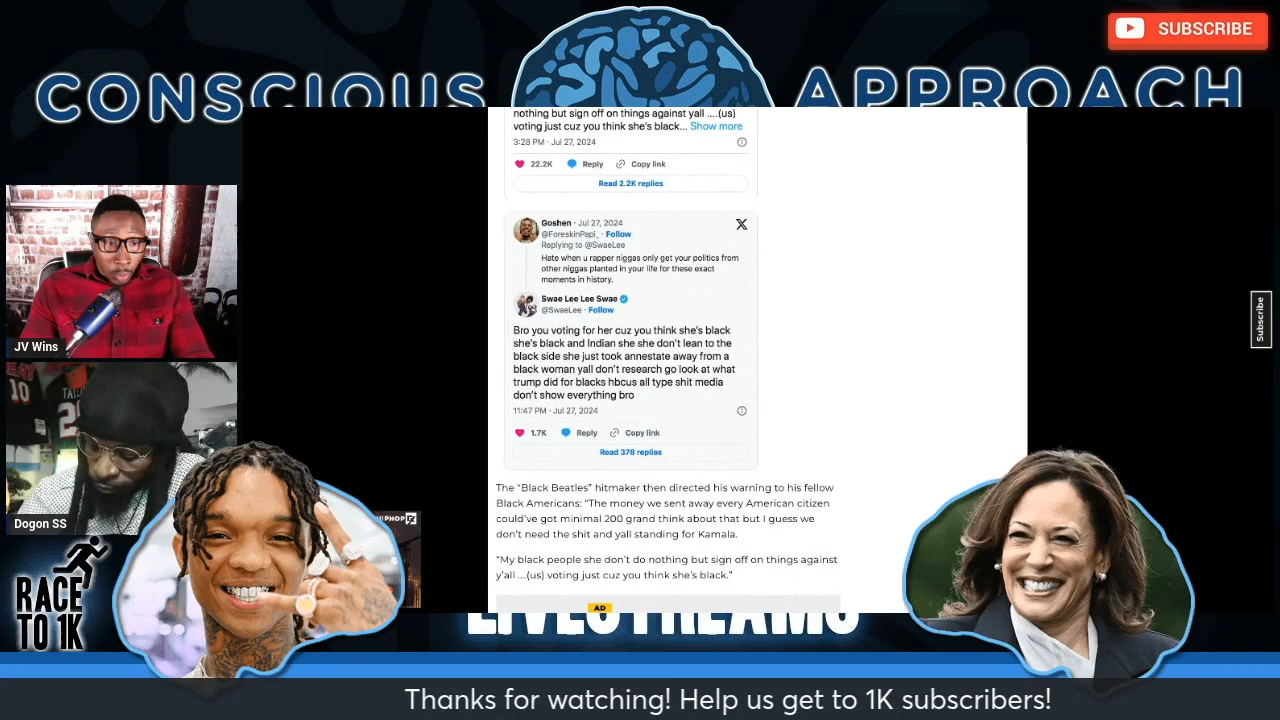 SUBSCRIBE
CONSCIOUS
APPROACH
nothing but sign off on things against yall ....(us)
voting just cuz you think she's black... Show more
3:28 PM · Jul 27, 2024
22.2K Reply Copy link
Read 2.2K replies
Goshen · Jul 27, 2024
@ForeskinPapi_ · Follow
Replying to @SwaeLee
Hate when u rapper niggas only get your politics from
other niggas planted in your life for these exact
moments in history.
Swae Lee Lee Swae
@SwaeLee · Follow
Bro you voting for her cuz you think she's black
she's black and Indian she she don't lean to the
black side she just took annestate away from a
black woman yall don't research go look at what
trump did for blacks hbcus all type shit media
don't show everything bro
11:47 PM · Jul 27, 2024
1.7K Reply Copy link
Read 378 replies
The "Black Beatles" hitmaker then directed his warning to his fellow
Black Americans: "The money we sent away every American citizen
could've got minimal 200 grand think about that but I guess we
don't need the shit and yall standing for Kamala.
"My black people she don't do nothing but sign off on things against
y'all ....(us) voting just cuz you think she's black."
AD
Subscribe
JV Wins
10
Dogon SS
HIPHOP
RACE
TO 1K
LIVESTREAMS
Thanks for watching! Help us get to 1K subscribers!